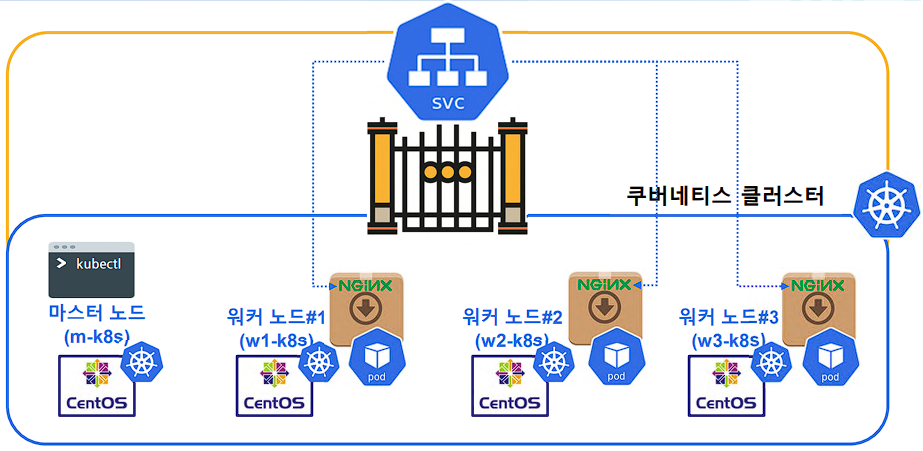 SVC
쿠버네티스 클러스터
> kubectl
마스터 노드
(m-k8s)
CentOS
워커 노드#1
(w1-k8s)
CentOS
NGINX
pod
워커 노드#2
(w2-k8s)
CentOS
NGINX
pod
워커 노드#3
(w3-k8s)
CentOS
NGINX
pod